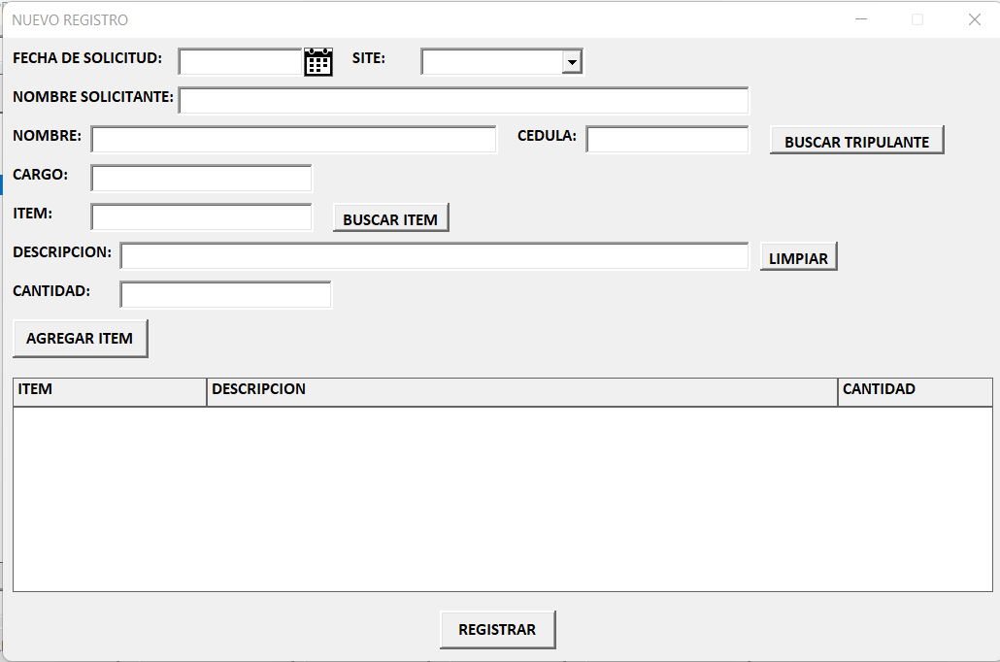 NUEVO REGISTRO
FECHA DE SOLICITUD: SITE:
NOMBRE SOLICITANTE:
NOMBRE: CEDULA: BUSCAR TRIPULANTE
CARGO:
ITEM: BUSCAR ITEM
DESCRIPCION: LIMPIAR
CANTIDAD:
AGREGAR ITEM
ITEM DESCRIPCION CANTIDAD
REGISTRAR